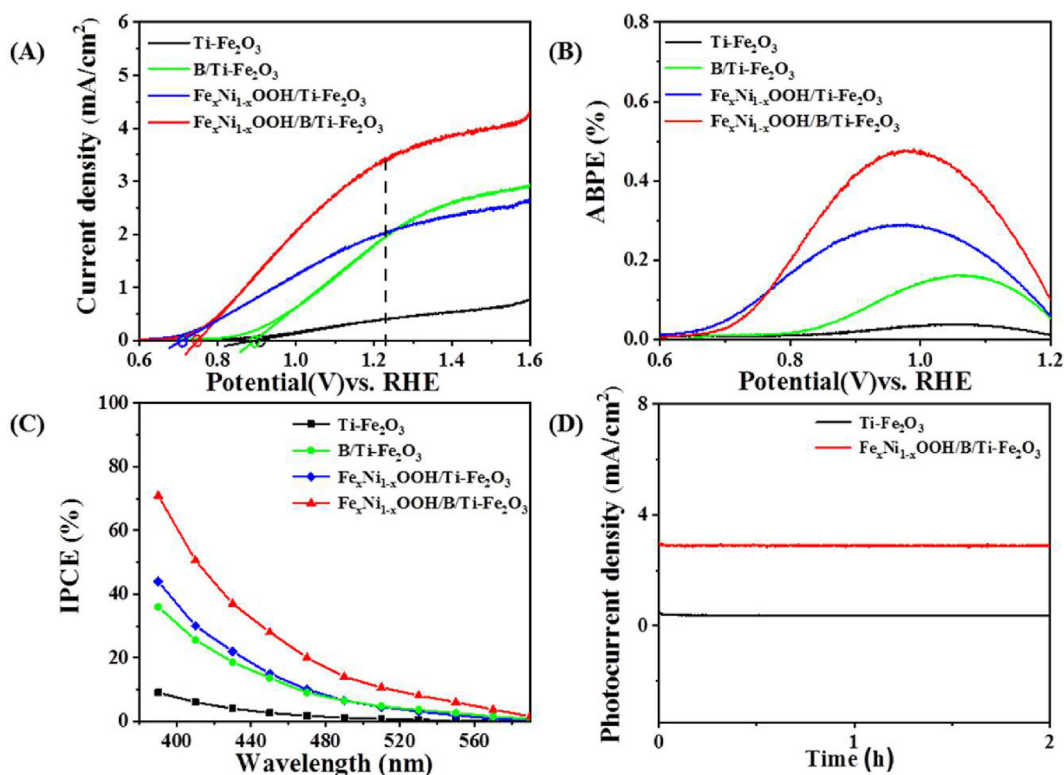 (A)
Current density (mA/cm²)
6
5
4
3
2
1
0
Ti-Fe₂O₃
B/Ti-Fe₂O₃
FeₓNi₁₋ₓOOH/Ti-Fe₂O₃
FeₓNi₁₋ₓOOH/B/Ti-Fe₂O₃
0.6 0.8 1.0 1.2 1.4 1.6
Potential(V)vs. RHE
(B)
ABPE (%)
0.8
0.6
0.4
0.2
0.0
Ti-Fe₂O₃
B/Ti-Fe₂O₃
FeₓNi₁₋ₓOOH/Ti-Fe₂O₃
FeₓNi₁₋ₓOOH/B/Ti-Fe₂O₃
0.6 0.8 1.0 1.2
Potential(V)vs. RHE
(C)
IPCE (%)
100
80
60
40
20
0
Ti-Fe₂O₃
B/Ti-Fe₂O₃
FeₓNi₁₋ₓOOH/Ti-Fe₂O₃
FeₓNi₁₋ₓOOH/B/Ti-Fe₂O₃
400 440 480 520 560
Wavelength (nm)
(D)
Photocurrent density (mA/cm²)
8
4
0
Ti-Fe₂O₃
FeₓNi₁₋ₓOOH/B/Ti-Fe₂O₃
0 1 2
Time (h)